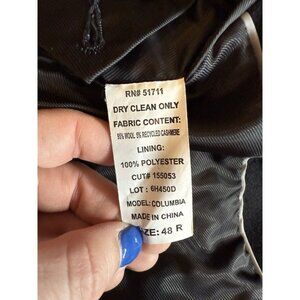 RN# 51711
DRY CLEAN ONLY
FABRIC CONTENT:
95% WOOL 5% RECYCLED CASHMERE
LINING:
100% POLYESTER
CUT# 155053
LOT : 6H450D
MODEL: COLUMBIA
MADE IN CHINA
ZE: 48 R